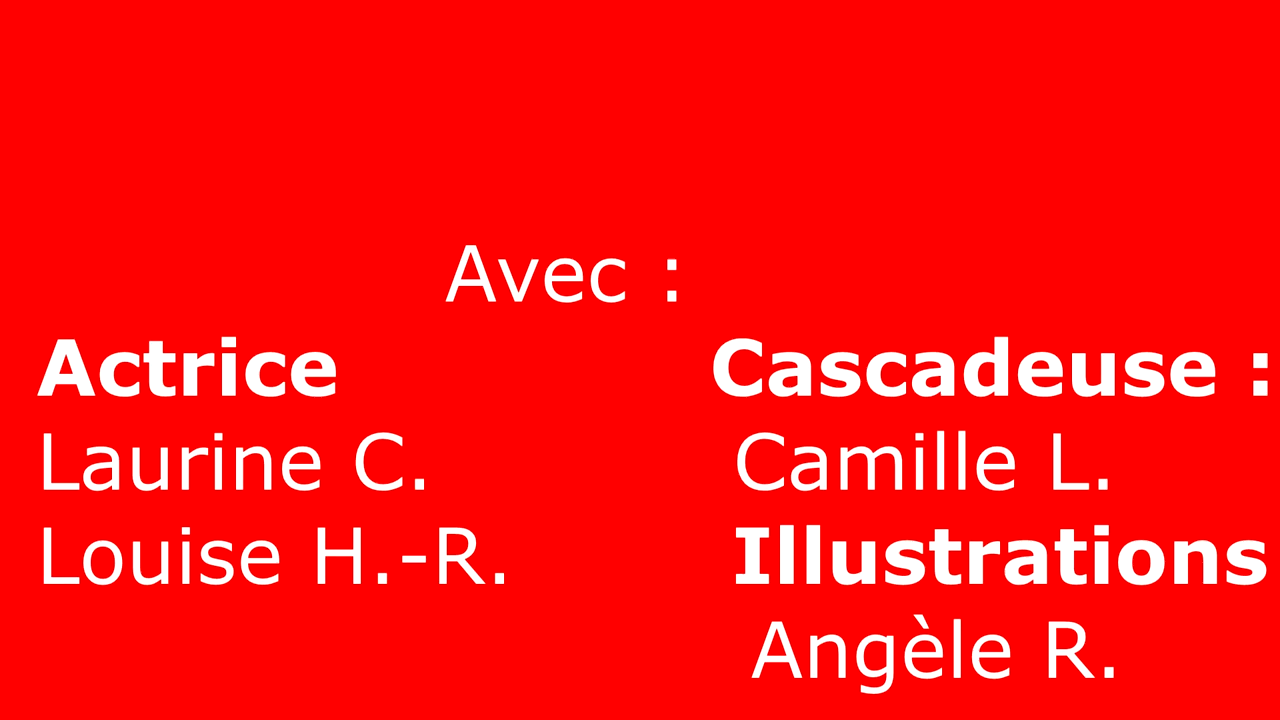 Avec :
Actrice
Laurine C.
Louise H.-R.
Cascadeuse :
Camille L.
Illustrations
Angèle R.